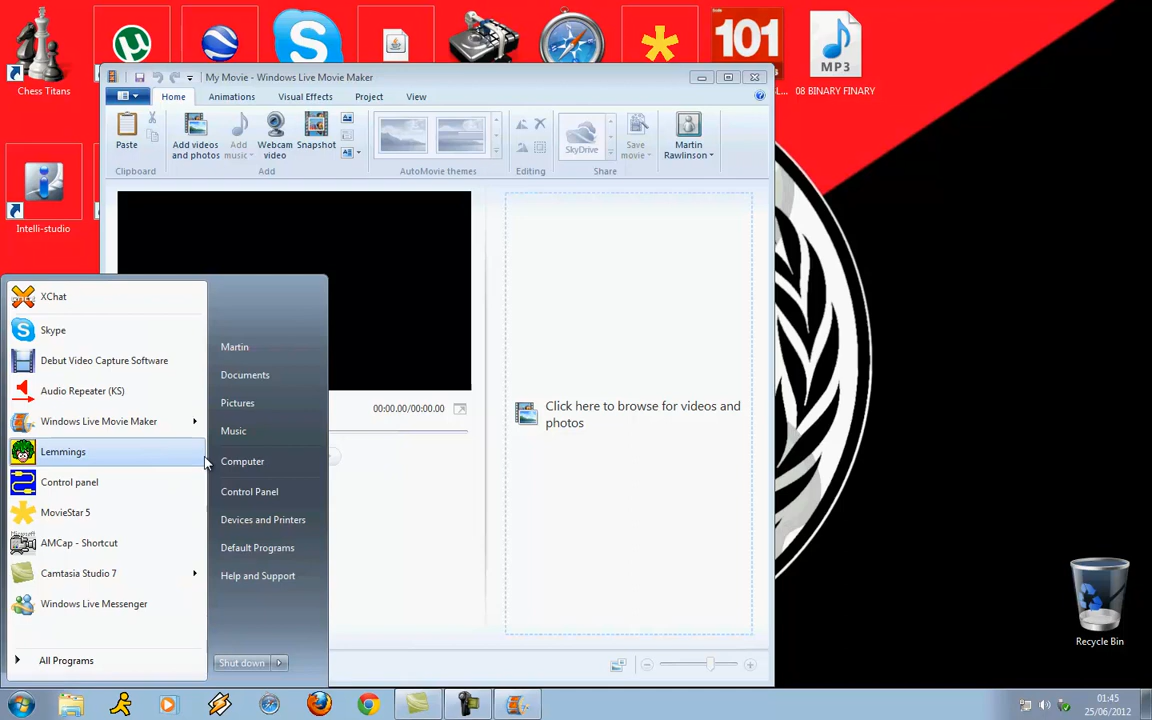 101
MP3
Chess Titans
L...
08 BINARY FINARY
Intelli-studio
My Movie - Windows Live Movie Maker
Home
Animations
Visual Effects
Project
View
Paste
Add videos
and photos
Add
music
Webcam
video
Snapshot
SkyDrive
Save
movie
Martin
Rawlinson
Clipboard
Add
AutoMovie themes
Editing
Share
00:00.00/00:00.00
Click here to browse for videos and
photos
XChat
Skype
Debut Video Capture Software
Audio Repeater (KS)
Windows Live Movie Maker
Lemmings
Control panel
MovieStar 5
AMCap - Shortcut
Camtasia Studio 7
Windows Live Messenger
All Programs
Martin
Documents
Pictures
Music
Computer
Control Panel
Devices and Printers
Default Programs
Help and Support
Shut down
Recycle Bin
01:45
25/06/2012